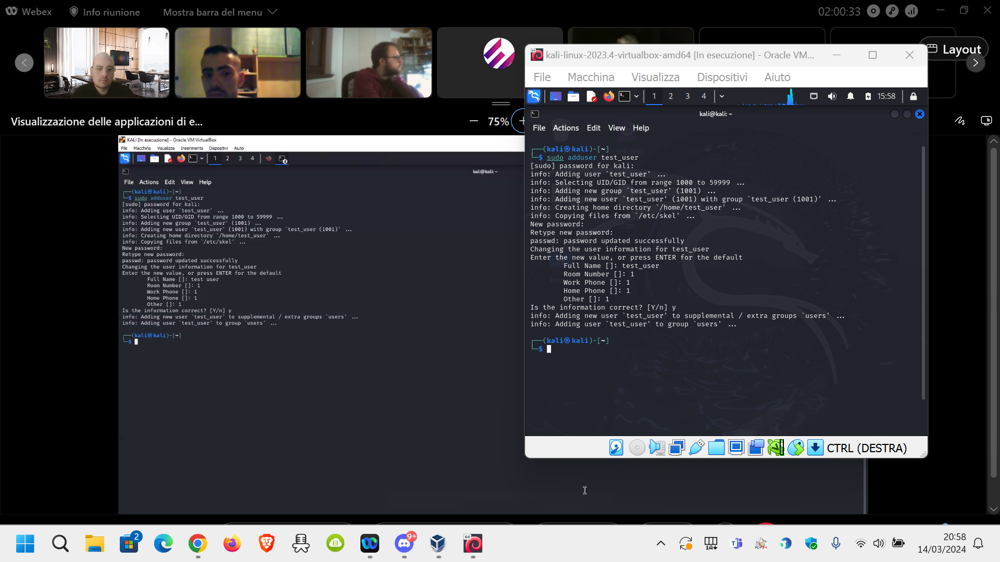 Webex
Info riunione
Mostra barra del menu
02:00:33
Layout
Visualizzazione delle applicazioni di e...
75%
KALI [In esecuzione] - Oracle VM VirtualBox
File Macchina Visualizza Inserimento Dispositivi Aiuto
1 2 3 4
4
kali@kali: ~
File Actions Edit View Help
┌──(kali㉿kali)-[~]
└─$ sudo adduser test_user
[sudo] password for kali:
info: Adding user `test_user' ...
info: Selecting UID/GID from range 1000 to 59999 ...
info: Adding new group `test_user' (1001) ...
info: Adding new user `test_user' (1001) with group `test_user (1001)' ...
info: Creating home directory `/home/test_user' ...
info: Copying files from `/etc/skel' ...
New password:
Retype new password:
passwd: password updated successfully
Changing the user information for test_user
Enter the new value, or press ENTER for the default
Full Name []: test user
Room Number []: 1
Work Phone []: 1
Home Phone []: 1
Other []: 1
Is the information correct? [Y/n] y
info: Adding new user `test_user' to supplemental / extra groups `users' ...
info: Adding user `test_user' to group `users' ...
┌──(kali㉿kali)-[~]
└─$
64
kali-linux-2023.4-virtualbox-amd64 [In esecuzione] - Oracle VM...
File Macchina Visualizza Dispositivi Aiuto
1 2 3 4
15:58
kali@kali: ~
File Actions Edit View Help
┌──(kali㉿kali)-[~]
└─$ sudo adduser test_user
[sudo] password for kali:
info: Adding user `test_user' ...
info: Selecting UID/GID from range 1000 to 59999 ...
info: Adding new group `test_user' (1001) ...
info: Adding new user `test_user' (1001) with group `test_user (1001)' ...
info: Creating home directory `/home/test_user' ...
info: Copying files from `/etc/skel' ...
New password:
Retype new password:
passwd: password updated successfully
Changing the user information for test_user
Enter the new value, or press ENTER for the default
Full Name []: test_user
Room Number []: 1
Work Phone []: 1
Home Phone []: 1
Other []: 1
Is the information correct? [Y/n] y
info: Adding new user `test_user' to supplemental / extra groups `users' ...
info: Adding user `test_user' to group `users' ...
┌──(kali㉿kali)-[~]
└─$
CTRL (DESTRA)
2
9+
64
20:58
14/03/2024